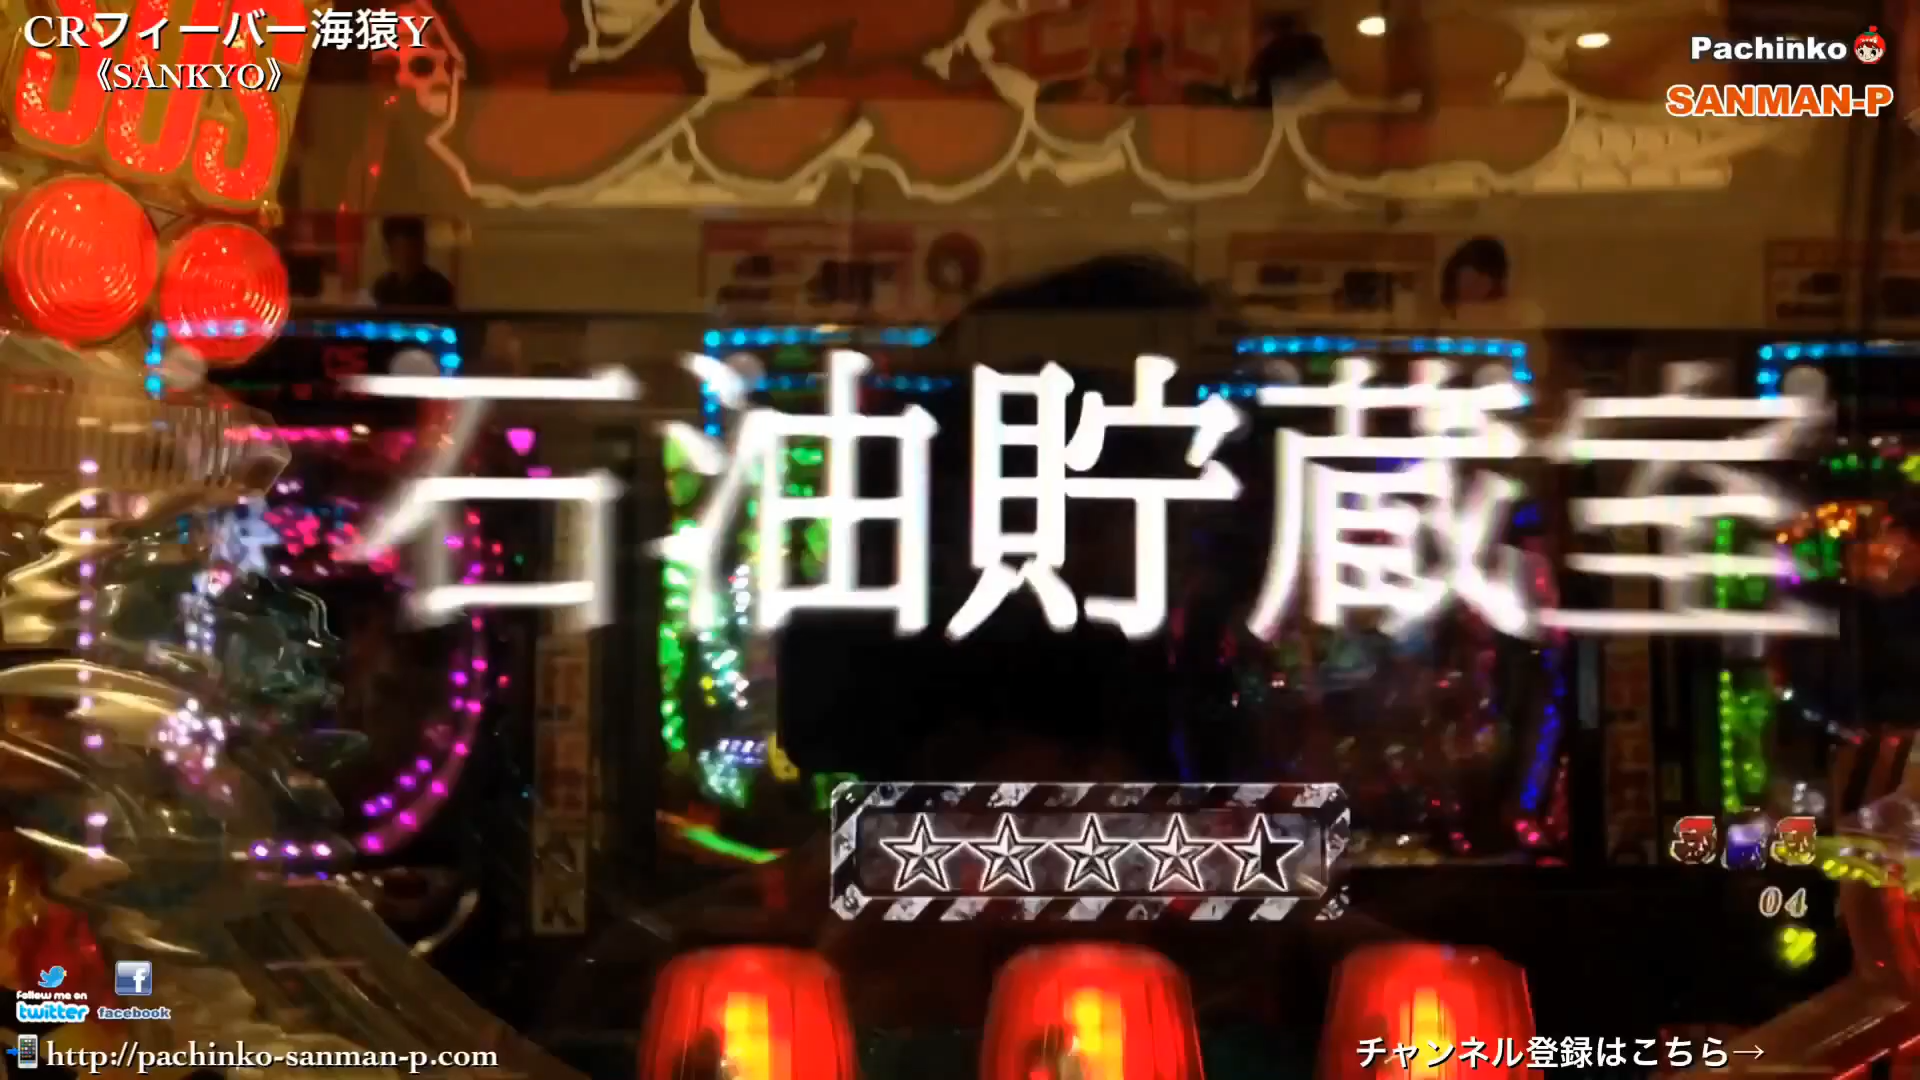 CRフィーバー海猿Y
《SANKYO》
Pachinko
SANMAN-P
SOS
石油貯蔵室
04
Follow me on
twitter
facebook
http://pachinko-sanman-p.com
チャンネル登録はこちら→